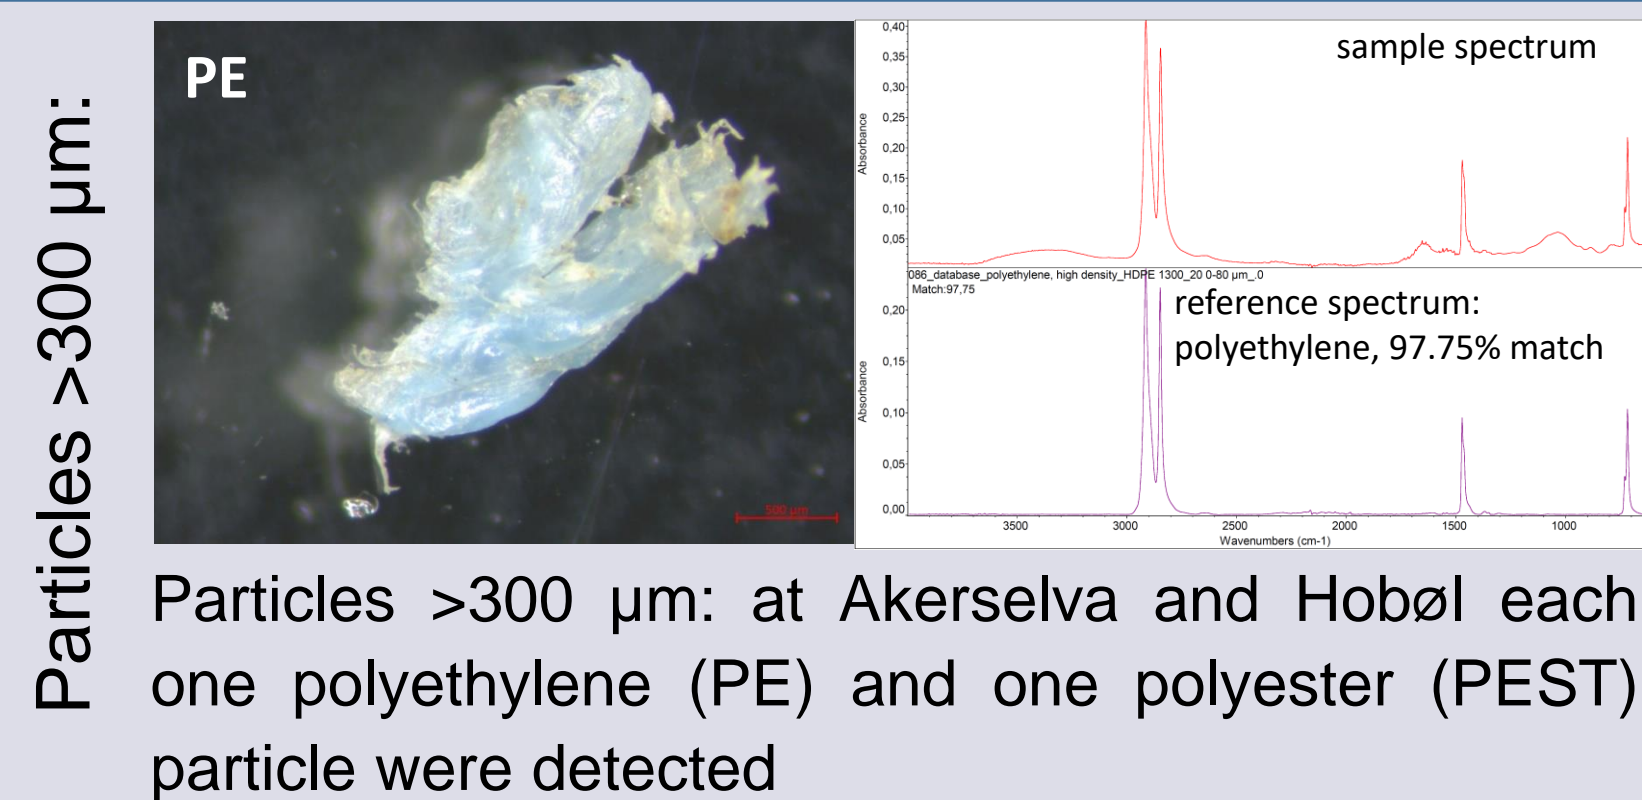 Particles >300 µm:
PE
500 µm
sample spectrum
0,40
0,35
0,30
0,25
0,20
0,15
0,10
0,05
Absorbance
086_database_polyethylene, high density_HDPE 1300_20 0-80 µm_.0
Match:97,75
reference spectrum:
polyethylene, 97.75% match
0,20
0,15
0,10
0,05
0,00
Absorbance
3500 3000 2500 2000 1500 1000
Wavenumbers (cm-1)
Particles >300 µm: at Akerselva and Hobøl each
one polyethylene (PE) and one polyester (PEST)
particle were detected